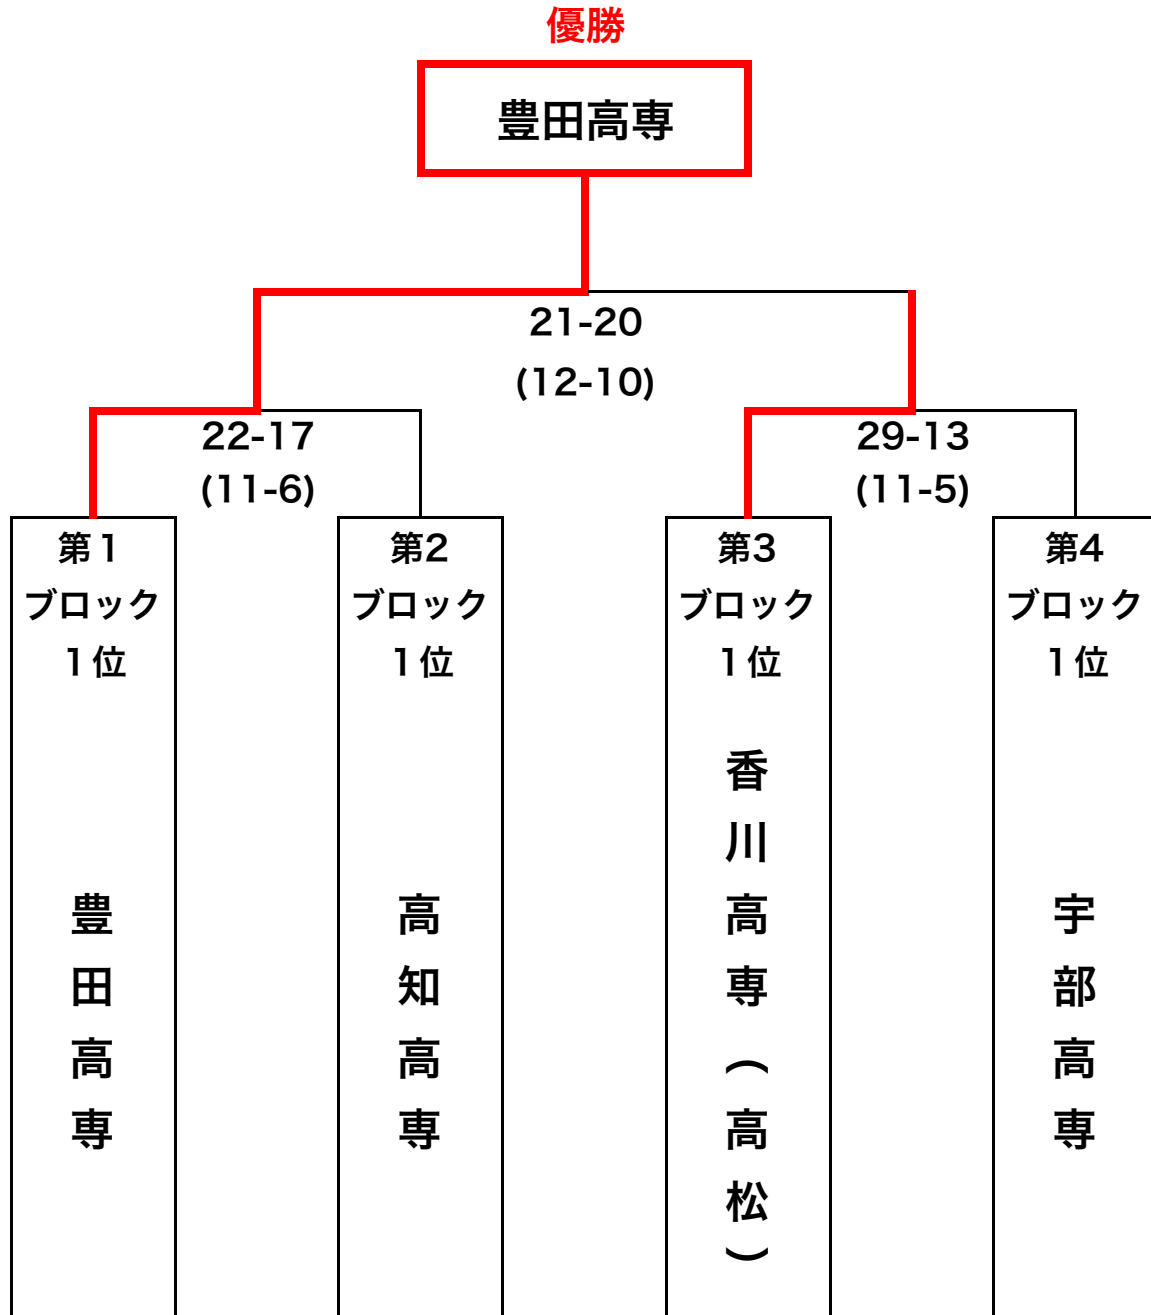 優勝
豊田高専
21-20
(12-10)
22-17
(11-6)
29-13
(11-5)
第１
ブロック
１位
豊田高専
第2
ブロック
１位
高知高専
第3
ブロック
１位
香川高専（高松）
第4
ブロック
１位
宇部高専